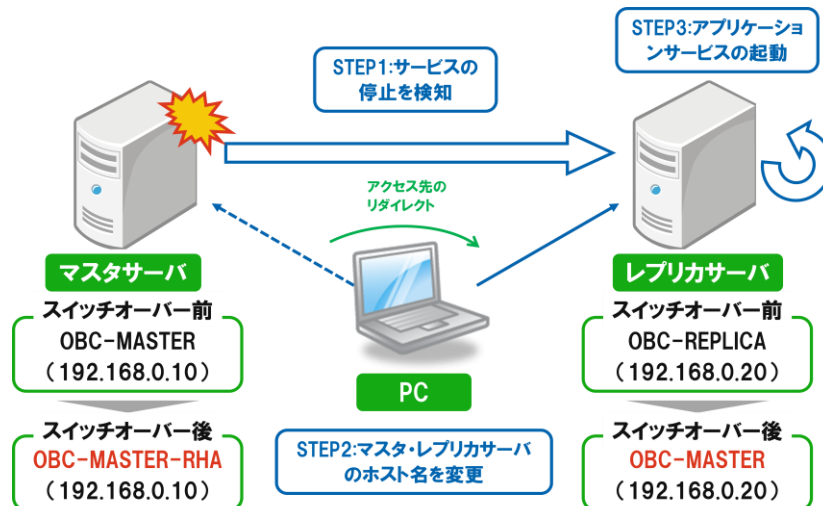 STEP1:サービスの
停止を検知
STEP3:アプリケーショ
ンサービスの起動
アクセス先の
リダイレクト
マスタサーバ
スイッチオーバー前
OBC-MASTER
(192.168.0.10)
スイッチオーバー後
OBC-MASTER-RHA
(192.168.0.10)
PC
STEP2:マスタ・レプリカサーバ
のホスト名を変更
レプリカサーバ
スイッチオーバー前
OBC-REPLICA
(192.168.0.20)
スイッチオーバー後
OBC-MASTER
(192.168.0.20)